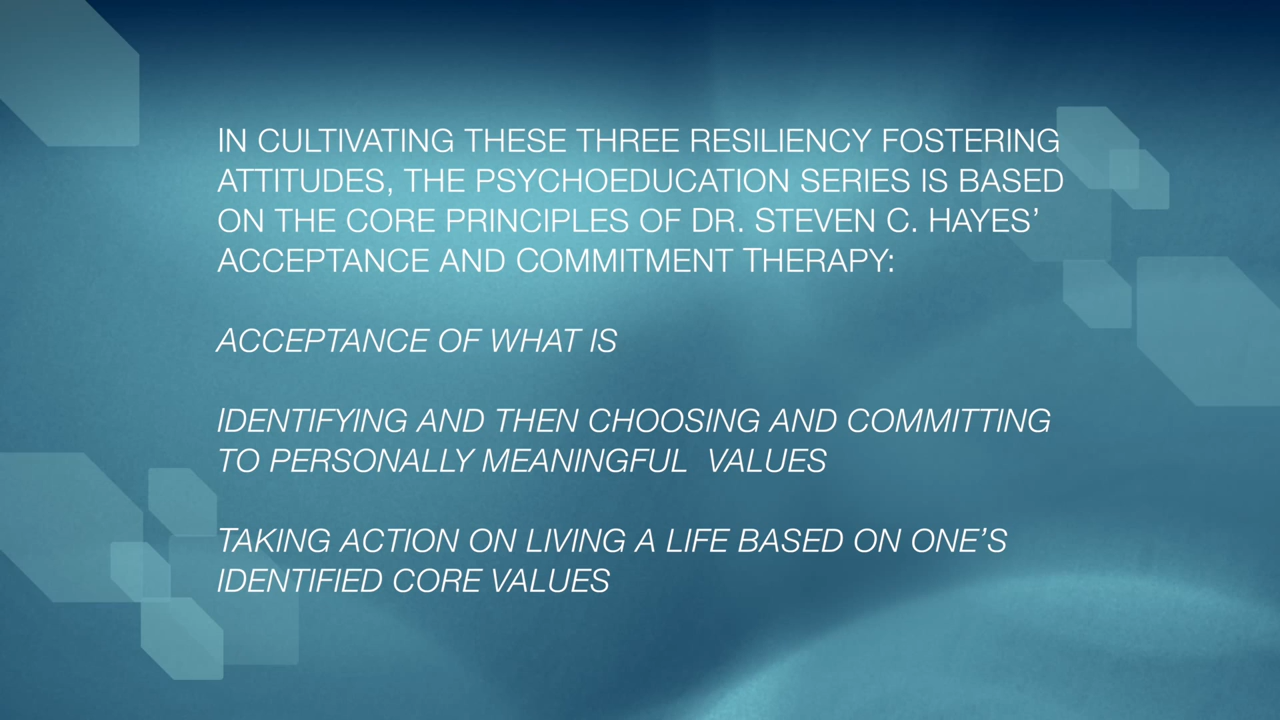 IN CULTIVATING THESE THREE RESILIENCY FOSTERING
ATTITUDES, THE PSYCHOEDUCATION SERIES IS BASED
ON THE CORE PRINCIPLES OF DR. STEVEN C. HAYES’
ACCEPTANCE AND COMMITMENT THERAPY:
ACCEPTANCE OF WHAT IS
IDENTIFYING AND THEN CHOOSING AND COMMITTING
TO PERSONALLY MEANINGFUL VALUES
TAKING ACTION ON LIVING A LIFE BASED ON ONE’S
IDENTIFIED CORE VALUES